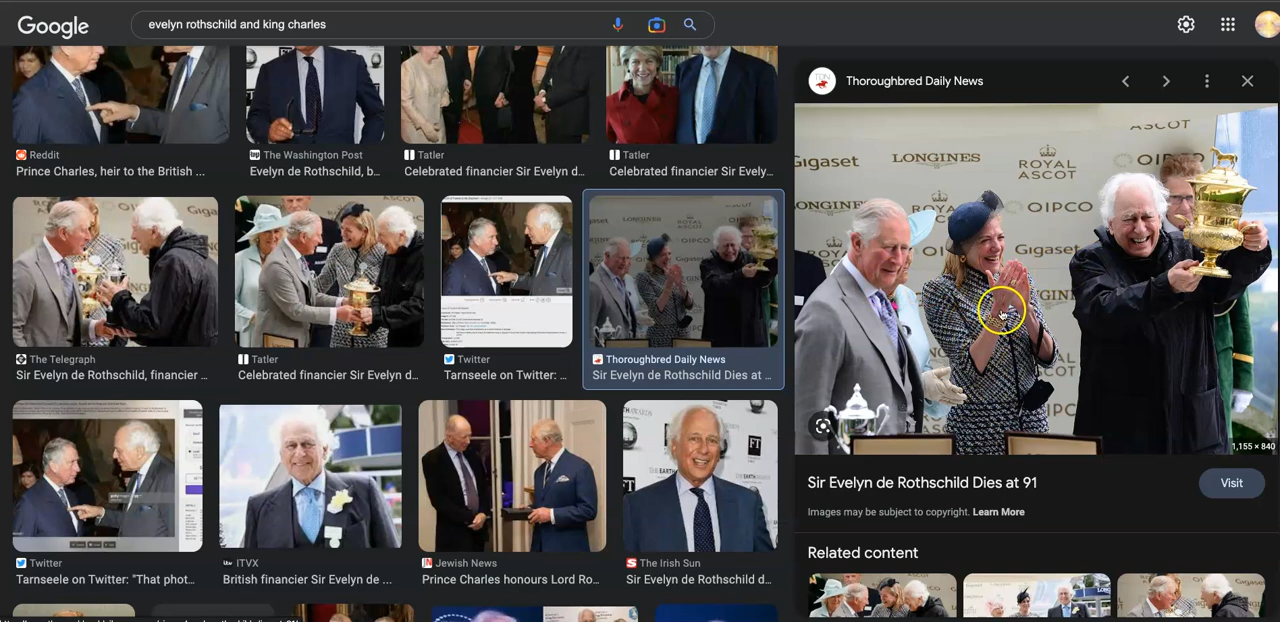 Google
evelyn rothschild and king charles
Reddit
Prince Charles, heir to the British ...
The Washington Post
Evelyn de Rothschild, b...
Tatler
Celebrated financier Sir Evelyn d...
Tatler
Celebrated financier Sir Evely...
The Telegraph
Sir Evelyn de Rothschild, financier ...
Tatler
Celebrated financier Sir Evelyn d...
Twitter
Tarnseele on Twitter: ...
Thoroughbred Daily News
Sir Evelyn de Rothschild Dies at ...
Twitter
Tarnseele on Twitter: "That phot...
ITVX
British financier Sir Evelyn de ...
Jewish News
Prince Charles honours Lord Ro...
The Irish Sun
Sir Evelyn de Rothschild d...
FT
Thoroughbred Daily News
ASCOT
Gigaset
LONGINES
ROYAL
ASCOT
OIPCO
Gigaset
1,155 × 840
Sir Evelyn de Rothschild Dies at 91
Visit
Images may be subject to copyright. Learn More
Related content